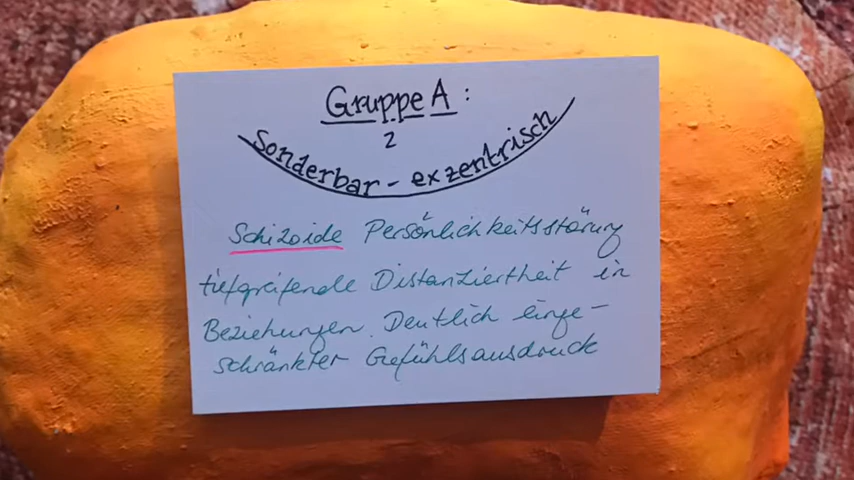 Gruppe A:
2
Sonderbar - exzentrisch
Schizoide Persönlichkeitsstörung
tiefgreifende Distanziertheit in
Beziehungen. Deutlich einge-
schränkter Gefühlsausdruck